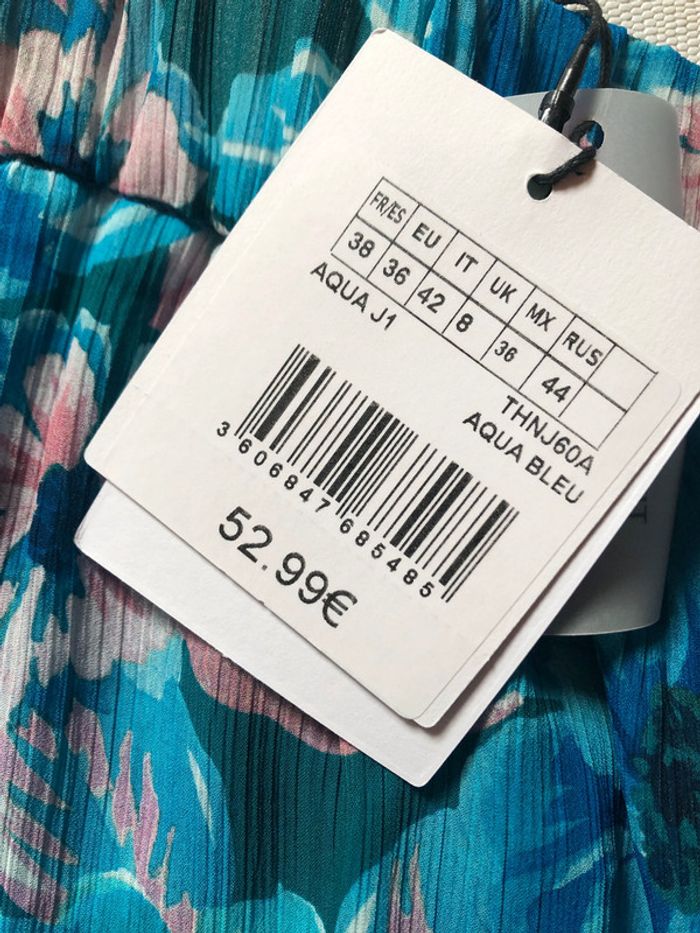 FR/ES EU IT UK MX RUS
38 36 42 8 36 44
AQUA J1
THNJ60A
AQUA BLEU
3 606847 685485
52.99€